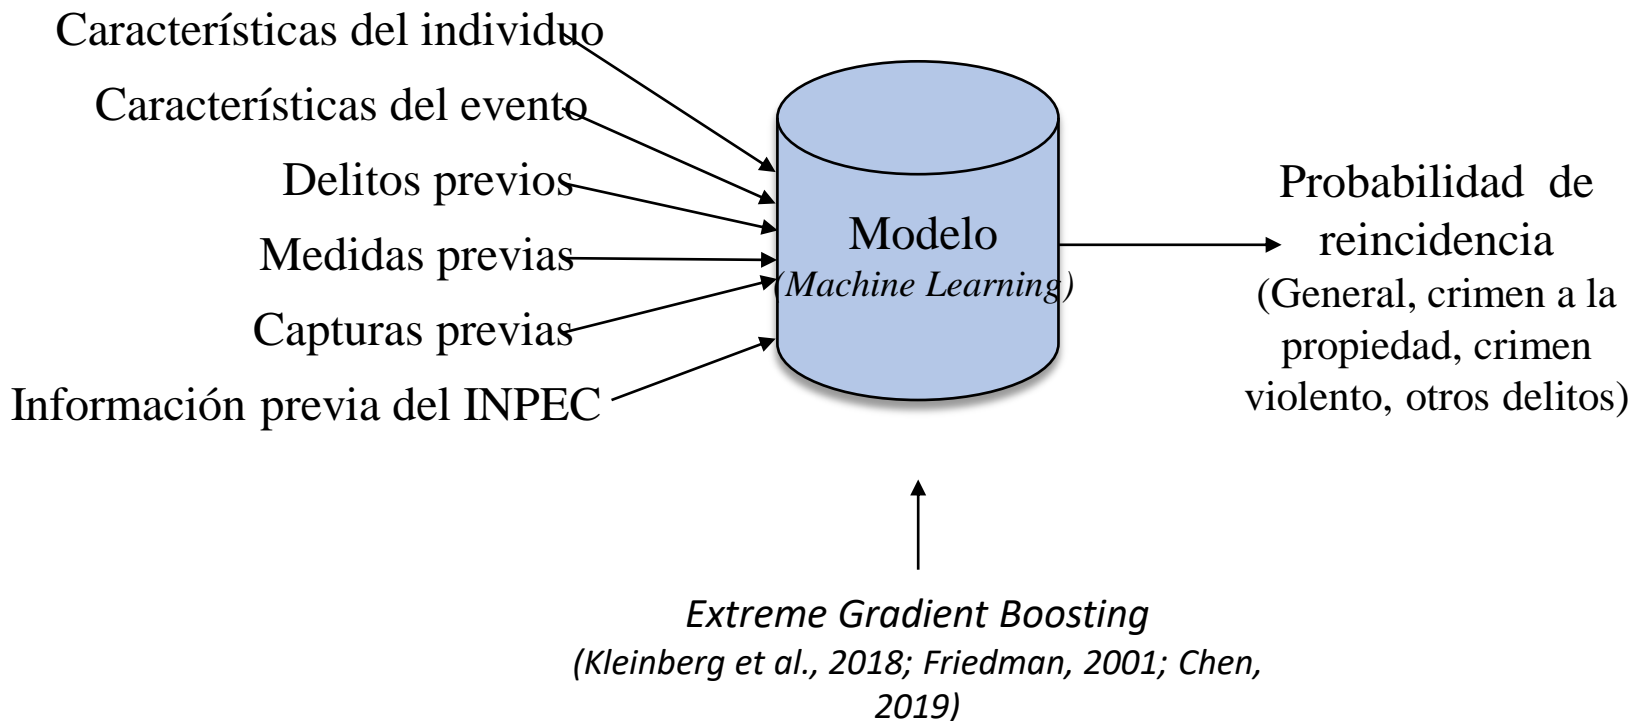 Características del individuo
Características del evento
Delitos previos
Medidas previas
Capturas previas
Información previa del INPEC
Modelo
(Machine Learning)
Probabilidad de
reincidencia
(General, crimen a la
propiedad, crimen
violento, otros delitos)
Extreme Gradient Boosting
(Kleinberg et al., 2018; Friedman, 2001; Chen,
2019)